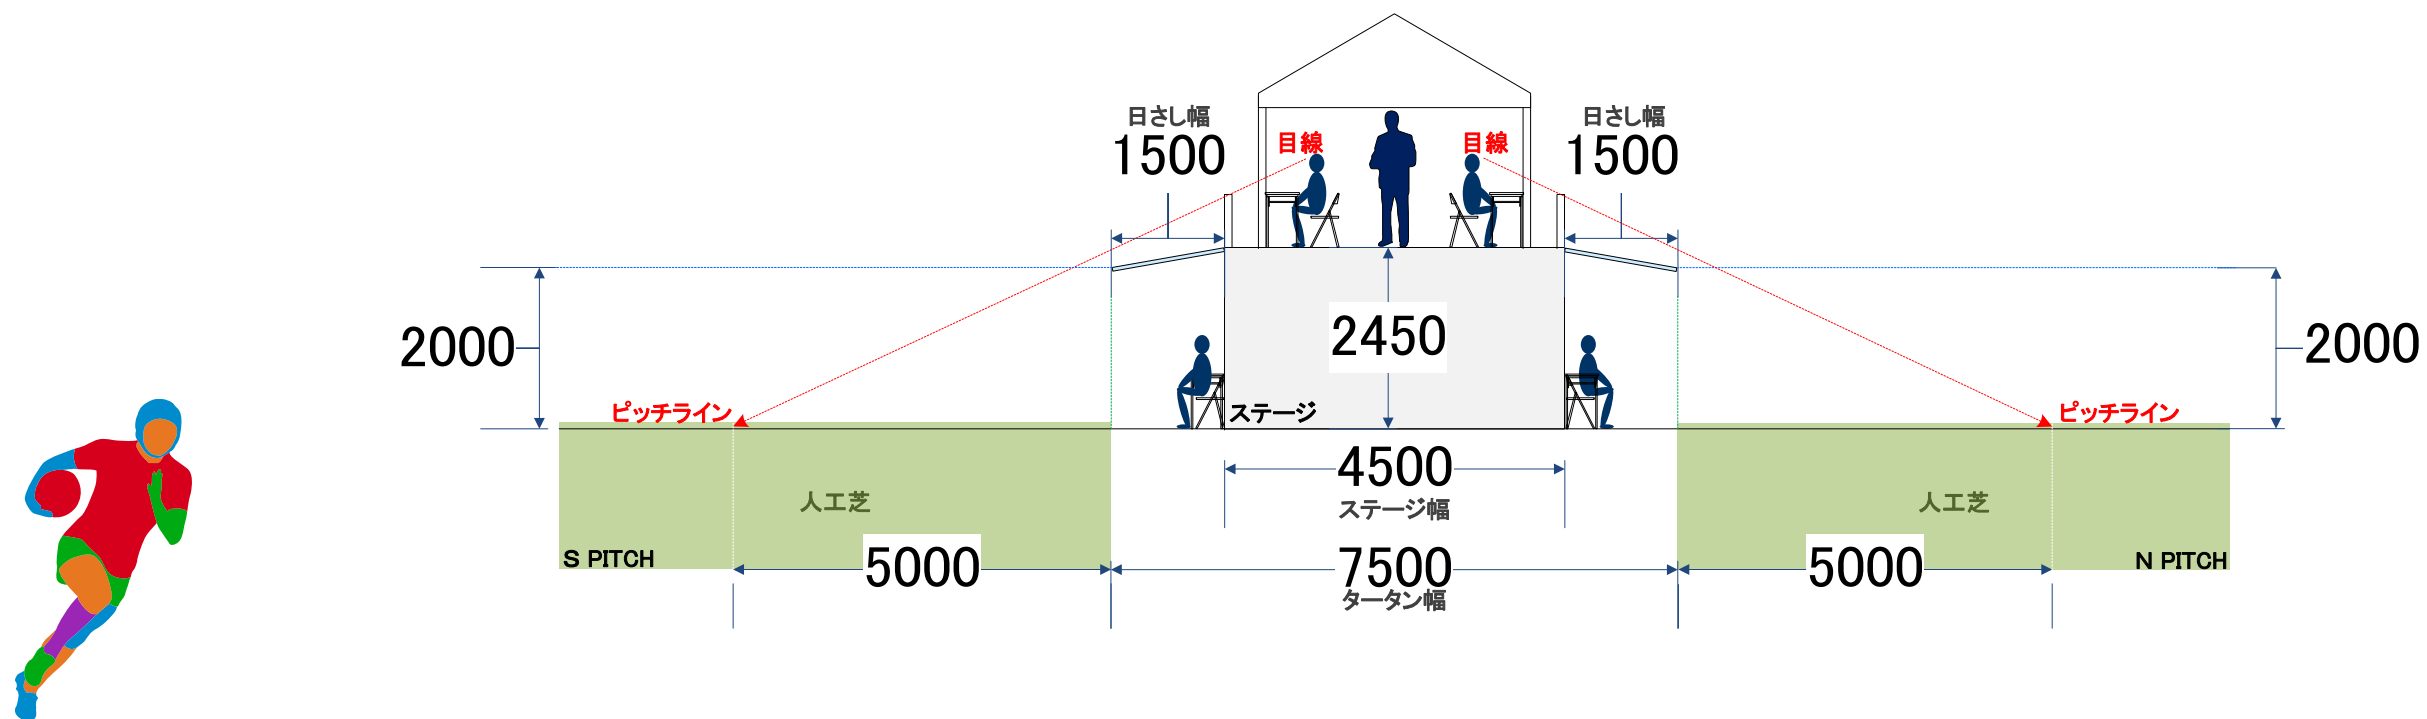 日さし幅
1500
目線
目線
日さし幅
1500
2000
2450
2000
ピッチライン
ステージ
ピッチライン
4500
ステージ幅
人工芝
人工芝
S PITCH
5000
7500
タータン幅
5000
N PITCH